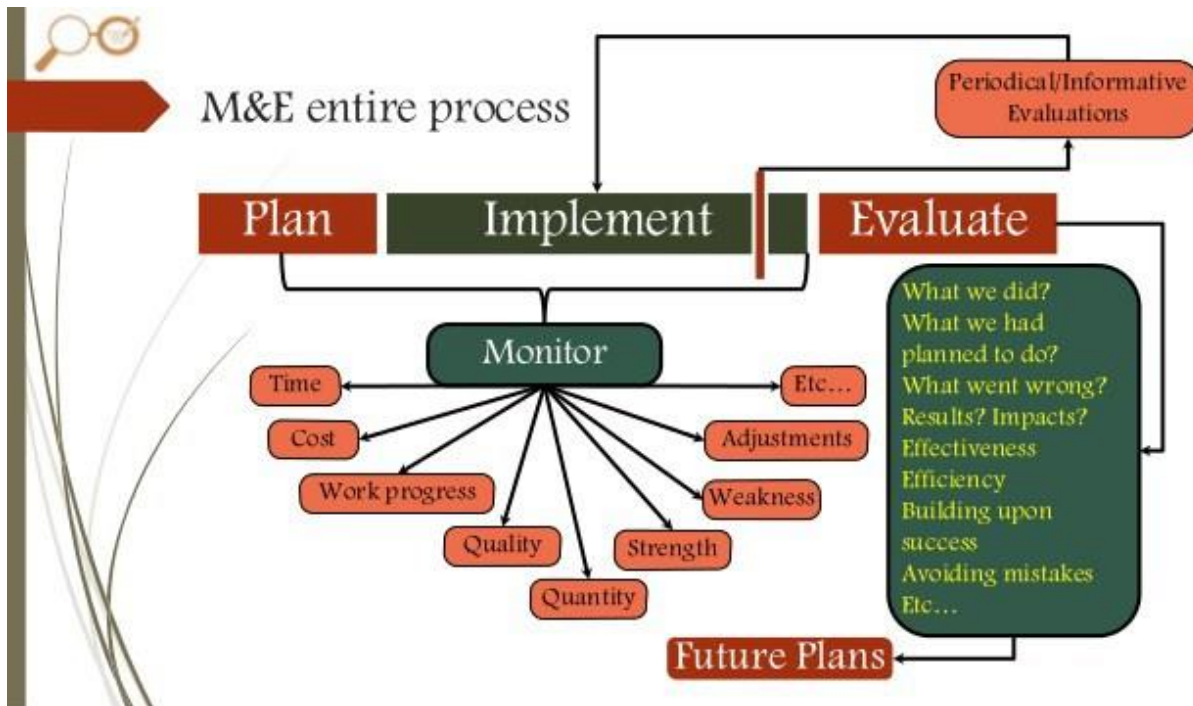 M&E entire process
Periodical/Informative
Evaluations
Plan
Implement
Evaluate
Monitor
Time
Cost
Work progress
Quality
Quantity
Strength
Weakness
Adjustments
Etc...
What we did?
What we had
planned to do?
What went wrong?
Results? Impacts?
Effectiveness
Efficiency
Building upon
success
Avoiding mistakes
Etc...
Future Plans